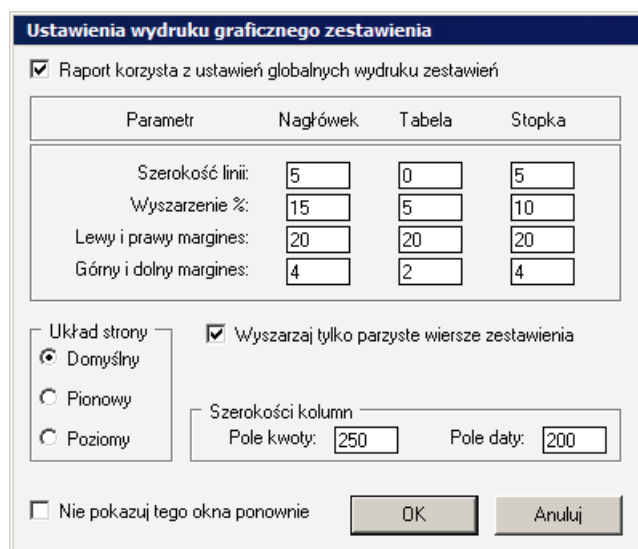 Ustawienia wydruku graficznego zestawienia
Raport korzysta z ustawień globalnych wydruku zestawień
Parametr Nagłówek Tabela Stopka
Szerokość linii: 5 0 5
Wyszarzenie %: 15 5 10
Lewy i prawy margines: 20 20 20
Górny i dolny margines: 4 2 4
Układ strony
Wyszarzaj tylko parzyste wiersze zestawienia
Domyślny
Pionowy
Poziomy
Szerokości kolumn
Pole kwoty: 250 Pole daty: 200
Nie pokazuj tego okna ponownie
OK
Anuluj